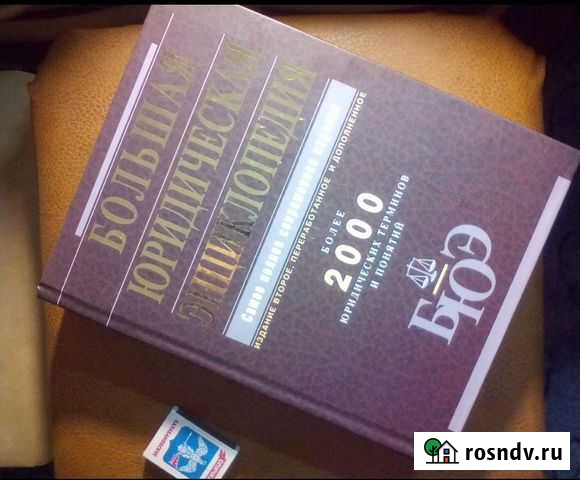 БОЛЬШАЯ
ЮРИДИЧЕСКАЯ
ЭНЦИКЛОПЕДИЯ
Самое полное современное издание
ИЗДАНИЕ ВТОРОЕ, ПЕРЕРАБОТАННОЕ И ДОПОЛНЕННОЕ
БОЛЕЕ
2000
ЮРИДИЧЕСКИХ ТЕРМИНОВ
И ПОНЯТИЙ
БЮЭ
rosndv.ru